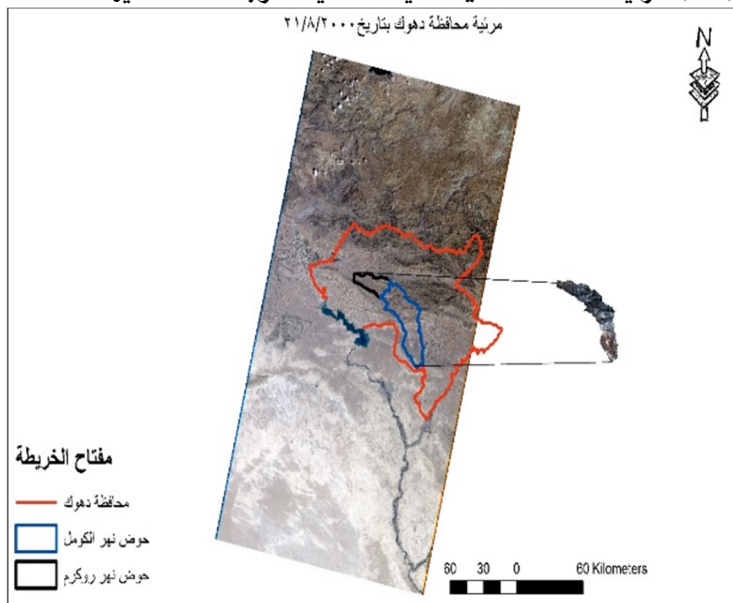 مرئية محافظة دهوك بتاريخ ٢١/٨/٢٠٠٠
N
مفتاح الخريطة
محافظة دهوك
حوض نهر الكومل
حوض نهر روكرم
60 30 0 60 Kilometers